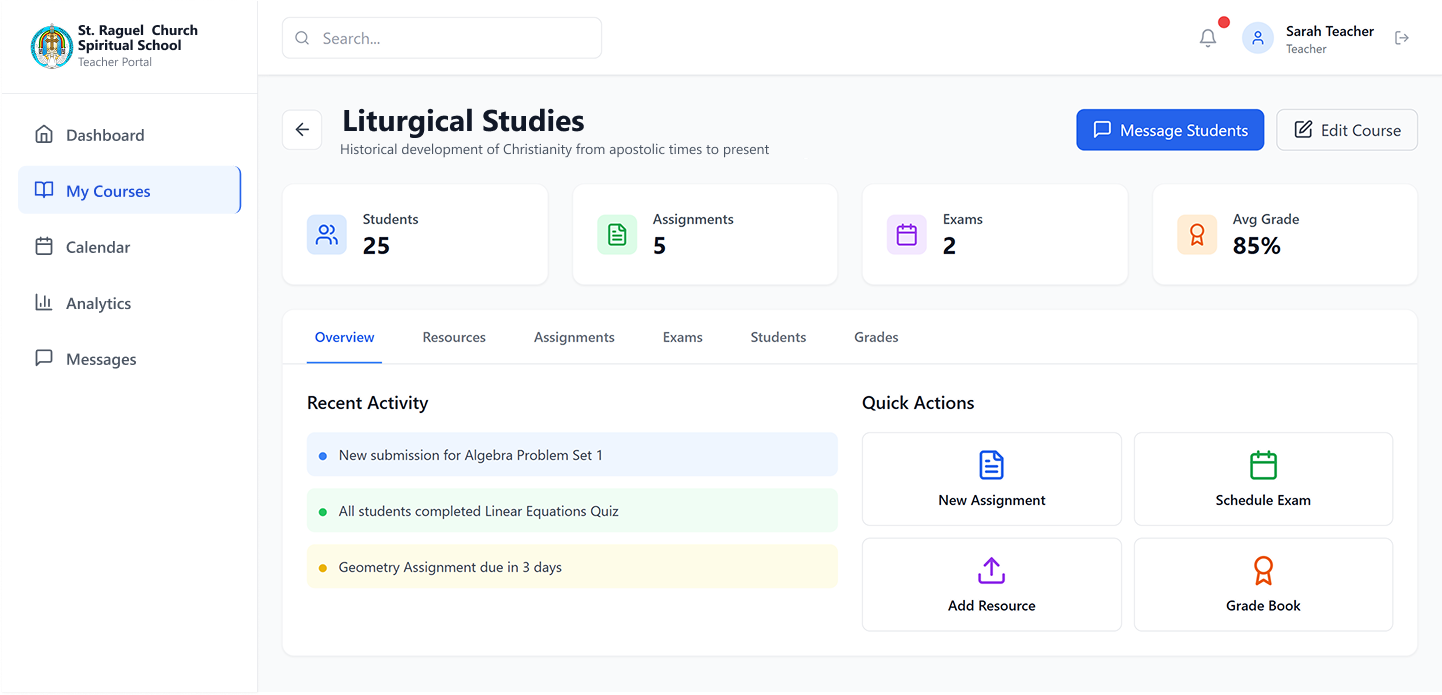 St. Raguel Church
Spiritual School
Teacher Portal
Search...
Sarah Teacher
Teacher
Dashboard
My Courses
Calendar
Analytics
Messages
Liturgical Studies
Historical development of Christianity from apostolic times to present
Message Students
Edit Course
Students
25
Assignments
5
Exams
2
Avg Grade
85%
Overview
Resources
Assignments
Exams
Students
Grades
Recent Activity
New submission for Algebra Problem Set 1
All students completed Linear Equations Quiz
Geometry Assignment due in 3 days
Quick Actions
New Assignment
Schedule Exam
Add Resource
Grade Book